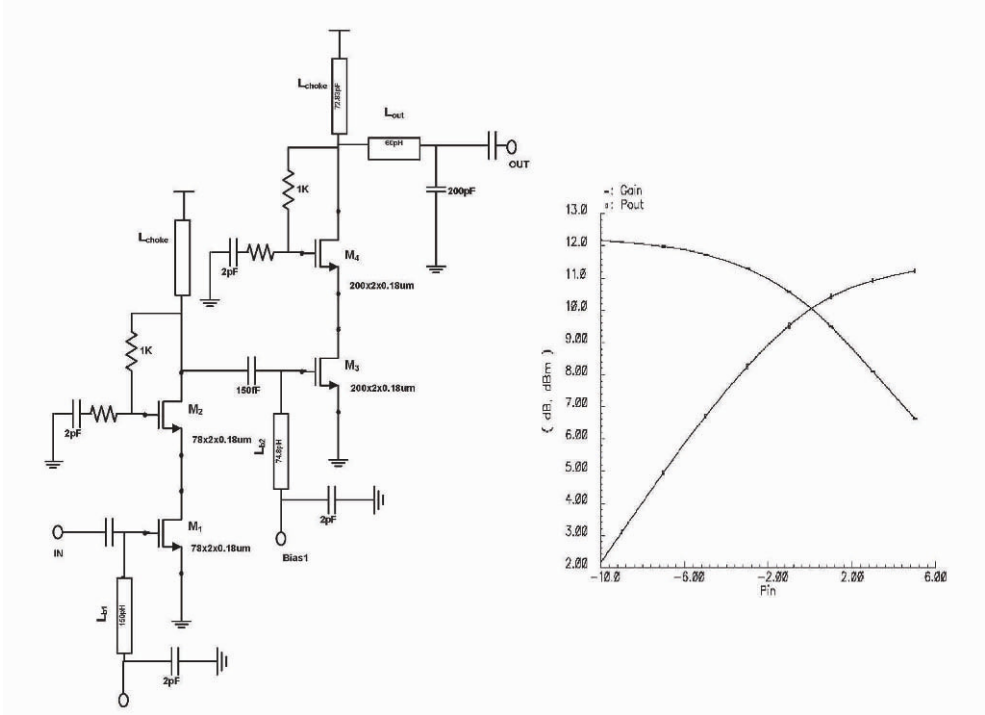 Lchoke
72.83pF
Lout
60pH
OUT
1K
200pF
Lchoke
2pF
M4
200x2x0.18um
1K
M3
150fF
200x2x0.18um
M2
2pF
78x2x0.18um
Lb2
74.8pH
M1
IN
78x2x0.18um
2pF
Bias1
Lb1
150pH
2pF
-: Gain
▫: Pout
13.0
12.0
11.0
10.0
9.00
8.00
7.00
6.00
5.00
4.00
3.00
2.00
( dB, dBm )
-10.0 -6.00 -2.00 2.00 6.00
Pin